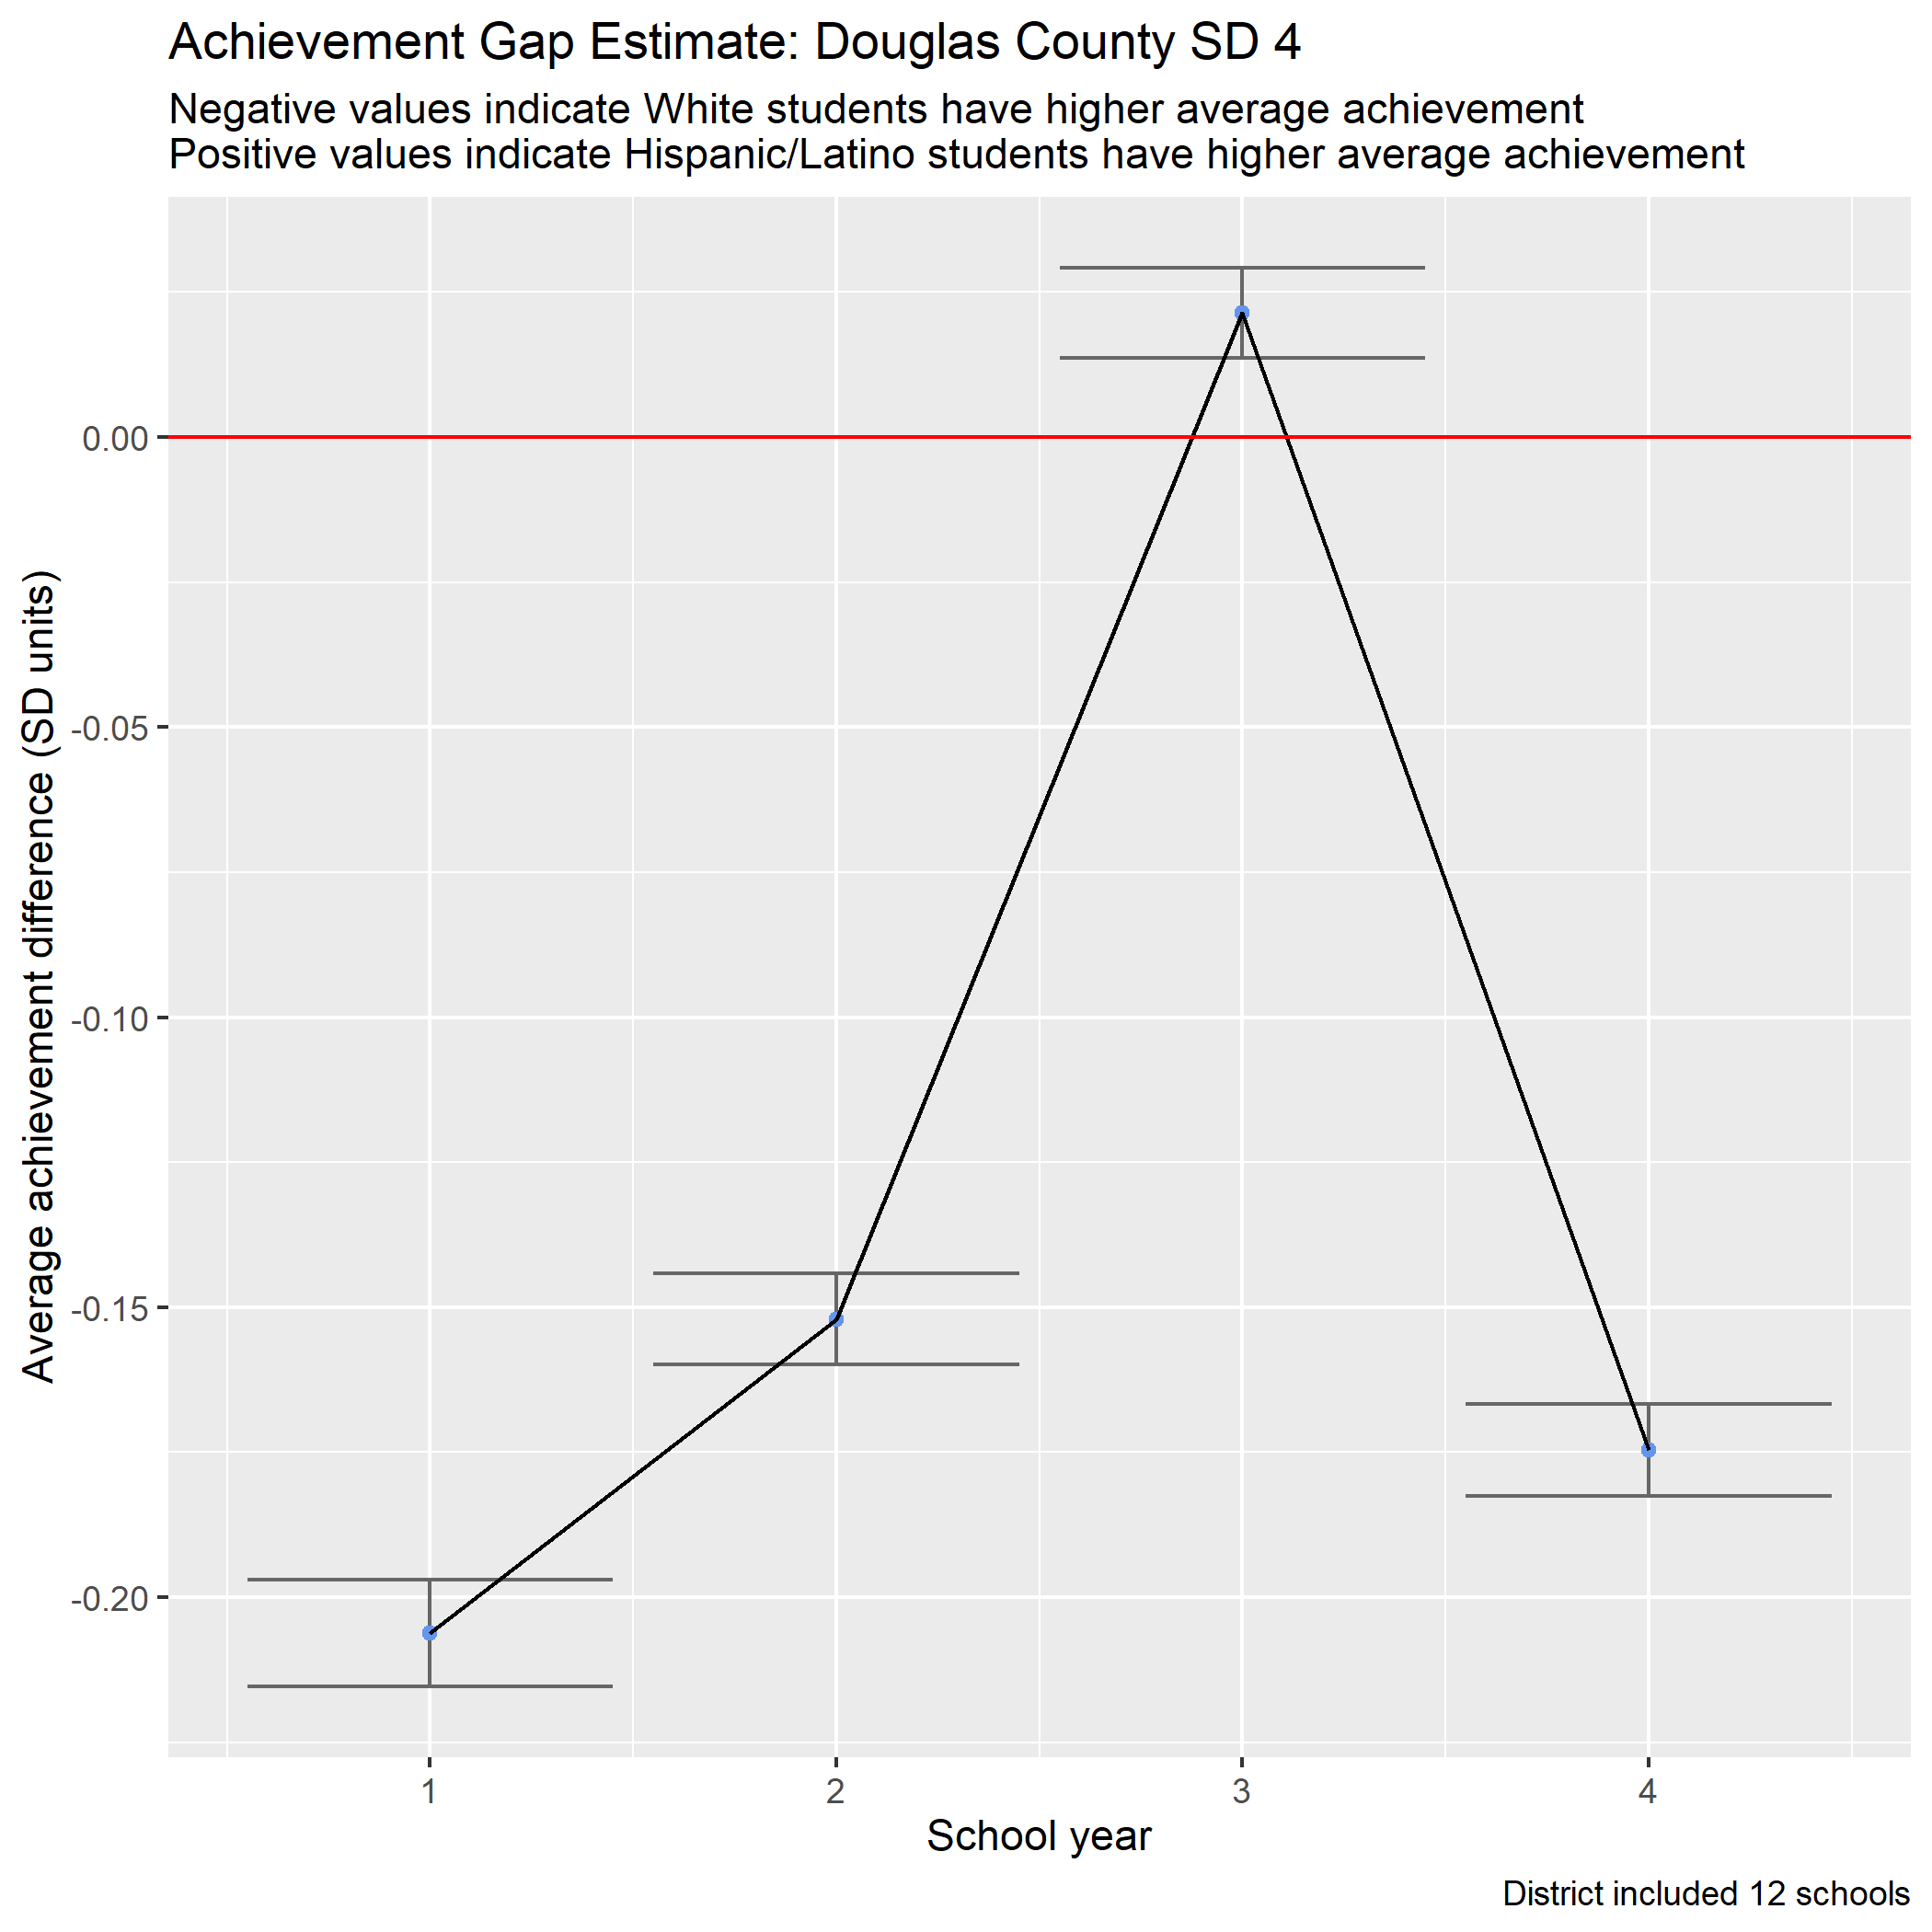 Achievement Gap Estimate: Douglas County SD 4
Negative values indicate White students have higher average achievement
Positive values indicate Hispanic/Latino students have higher average achievement
Average achievement difference (SD units)
0.00
-0.05
-0.10
-0.15
-0.20
1
2
3
4
School year
District included 12 schools